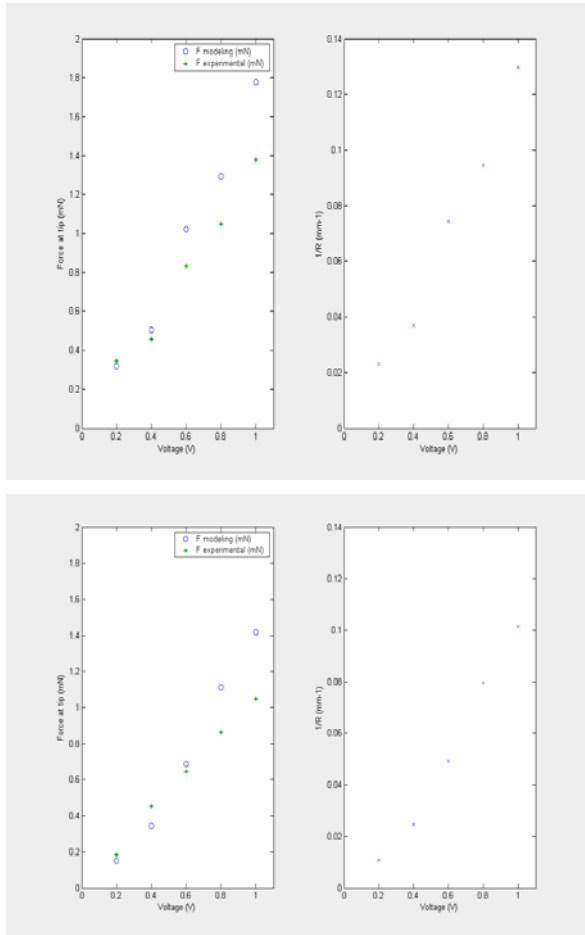 2
F modeling (mN)
F experimental (mN)
1.8
1.6
1.4
1.2
1
0.8
0.6
0.4
0.2
0
Force at tip (mN)
0 0.2 0.4 0.6 0.8 1
Voltage (V)
0.14
0.12
0.1
0.08
0.06
0.04
0.02
0
1/R (mm-1)
0 0.2 0.4 0.6 0.8 1
Voltage (V)
2
F modeling (mN)
F experimental (mN)
1.8
1.6
1.4
1.2
1
0.8
0.6
0.4
0.2
0
Force at tip (mN)
0 0.2 0.4 0.6 0.8 1
Voltage (V)
0.14
0.12
0.1
0.08
0.06
0.04
0.02
0
1/R (mm-1)
0 0.2 0.4 0.6 0.8 1
Voltage (V)